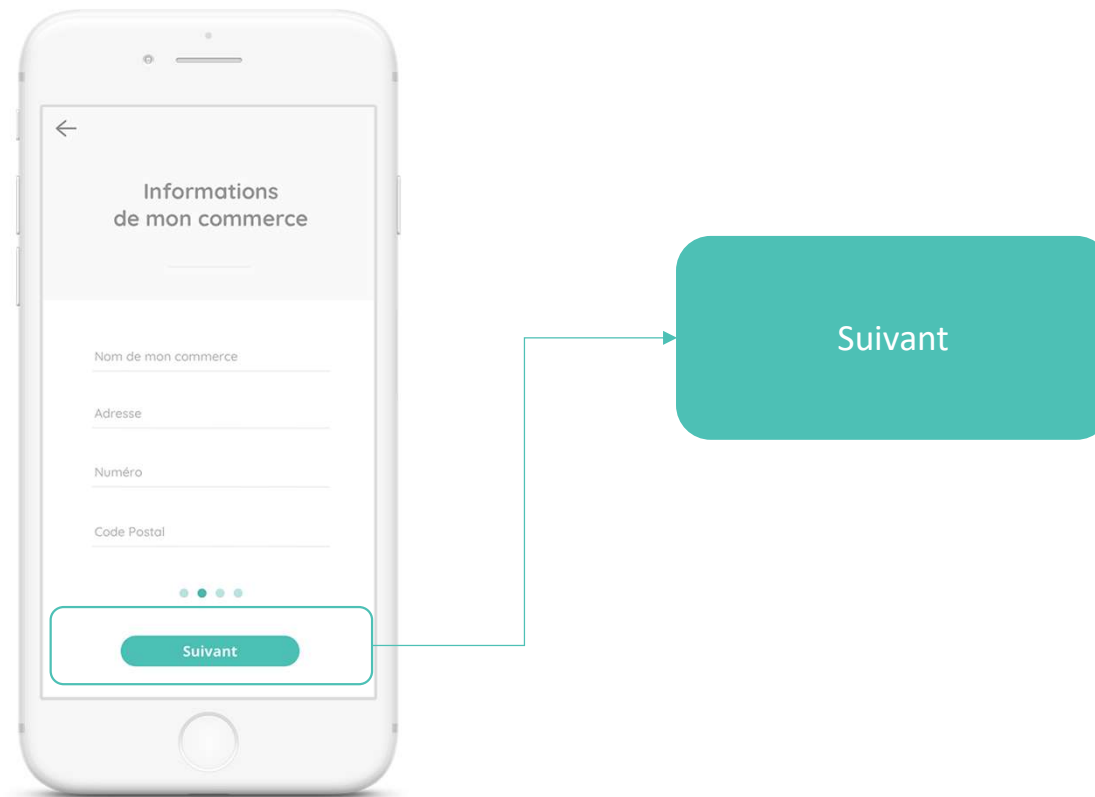 Informations
de mon commerce
Nom de mon commerce
Adresse
Numéro
Code Postal
Suivant
Suivant